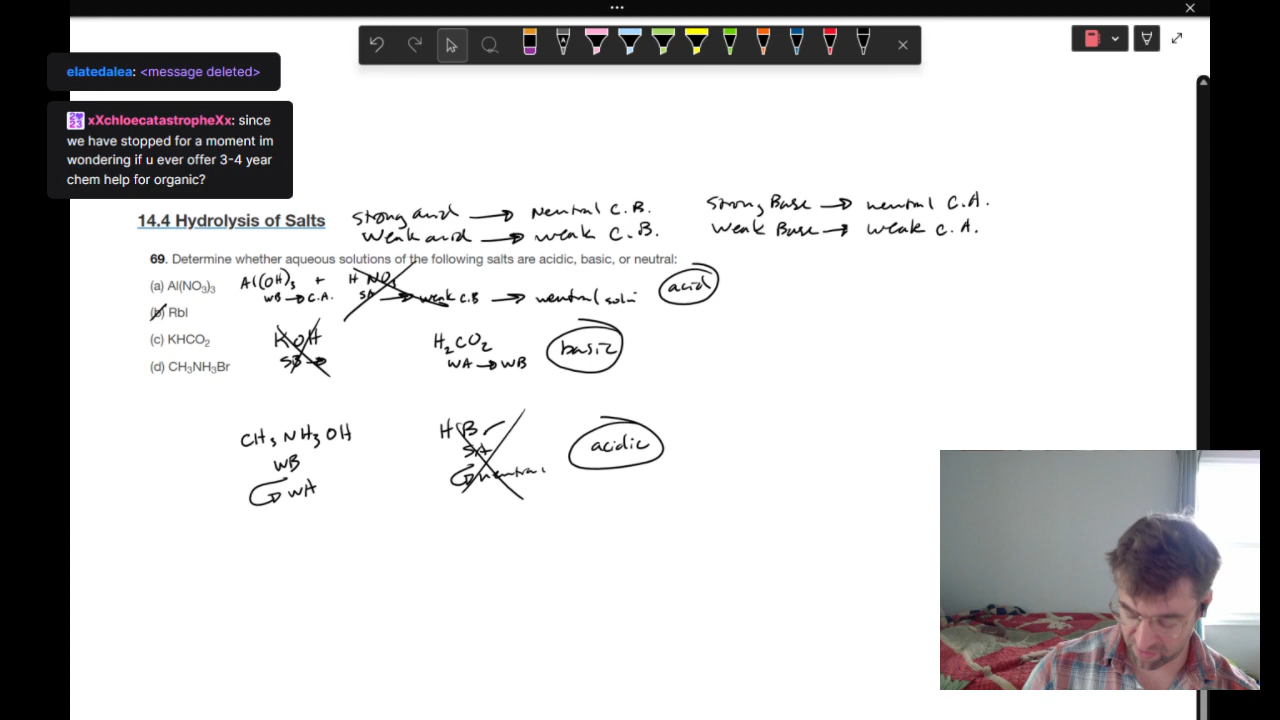 elatedalea: <message deleted>
xXchloecatastropheXx: since
we have stopped for a moment im
wondering if u ever offer 3-4 year
chem help for organic?
14.4 Hydrolysis of Salts
Strong acid → Neutral C.B.
Weak acid → weak C.B.
Strong Base → neutral C.A.
Weak Base → weak C.A.
69. Determine whether aqueous solutions of the following salts are acidic, basic, or neutral:
(a) Al(NO₃)₃ Al(OH)₃ + HNO₃
WB → C.A. SA → weak C.B → neutral soln acid
(b) RbI
(c) KHCO₂ KOH H₂CO₂ basic
SB → WA → WB
(d) CH₃NH₃Br
CH₃NH₃OH HBr acidic
WB SA
WA neutral